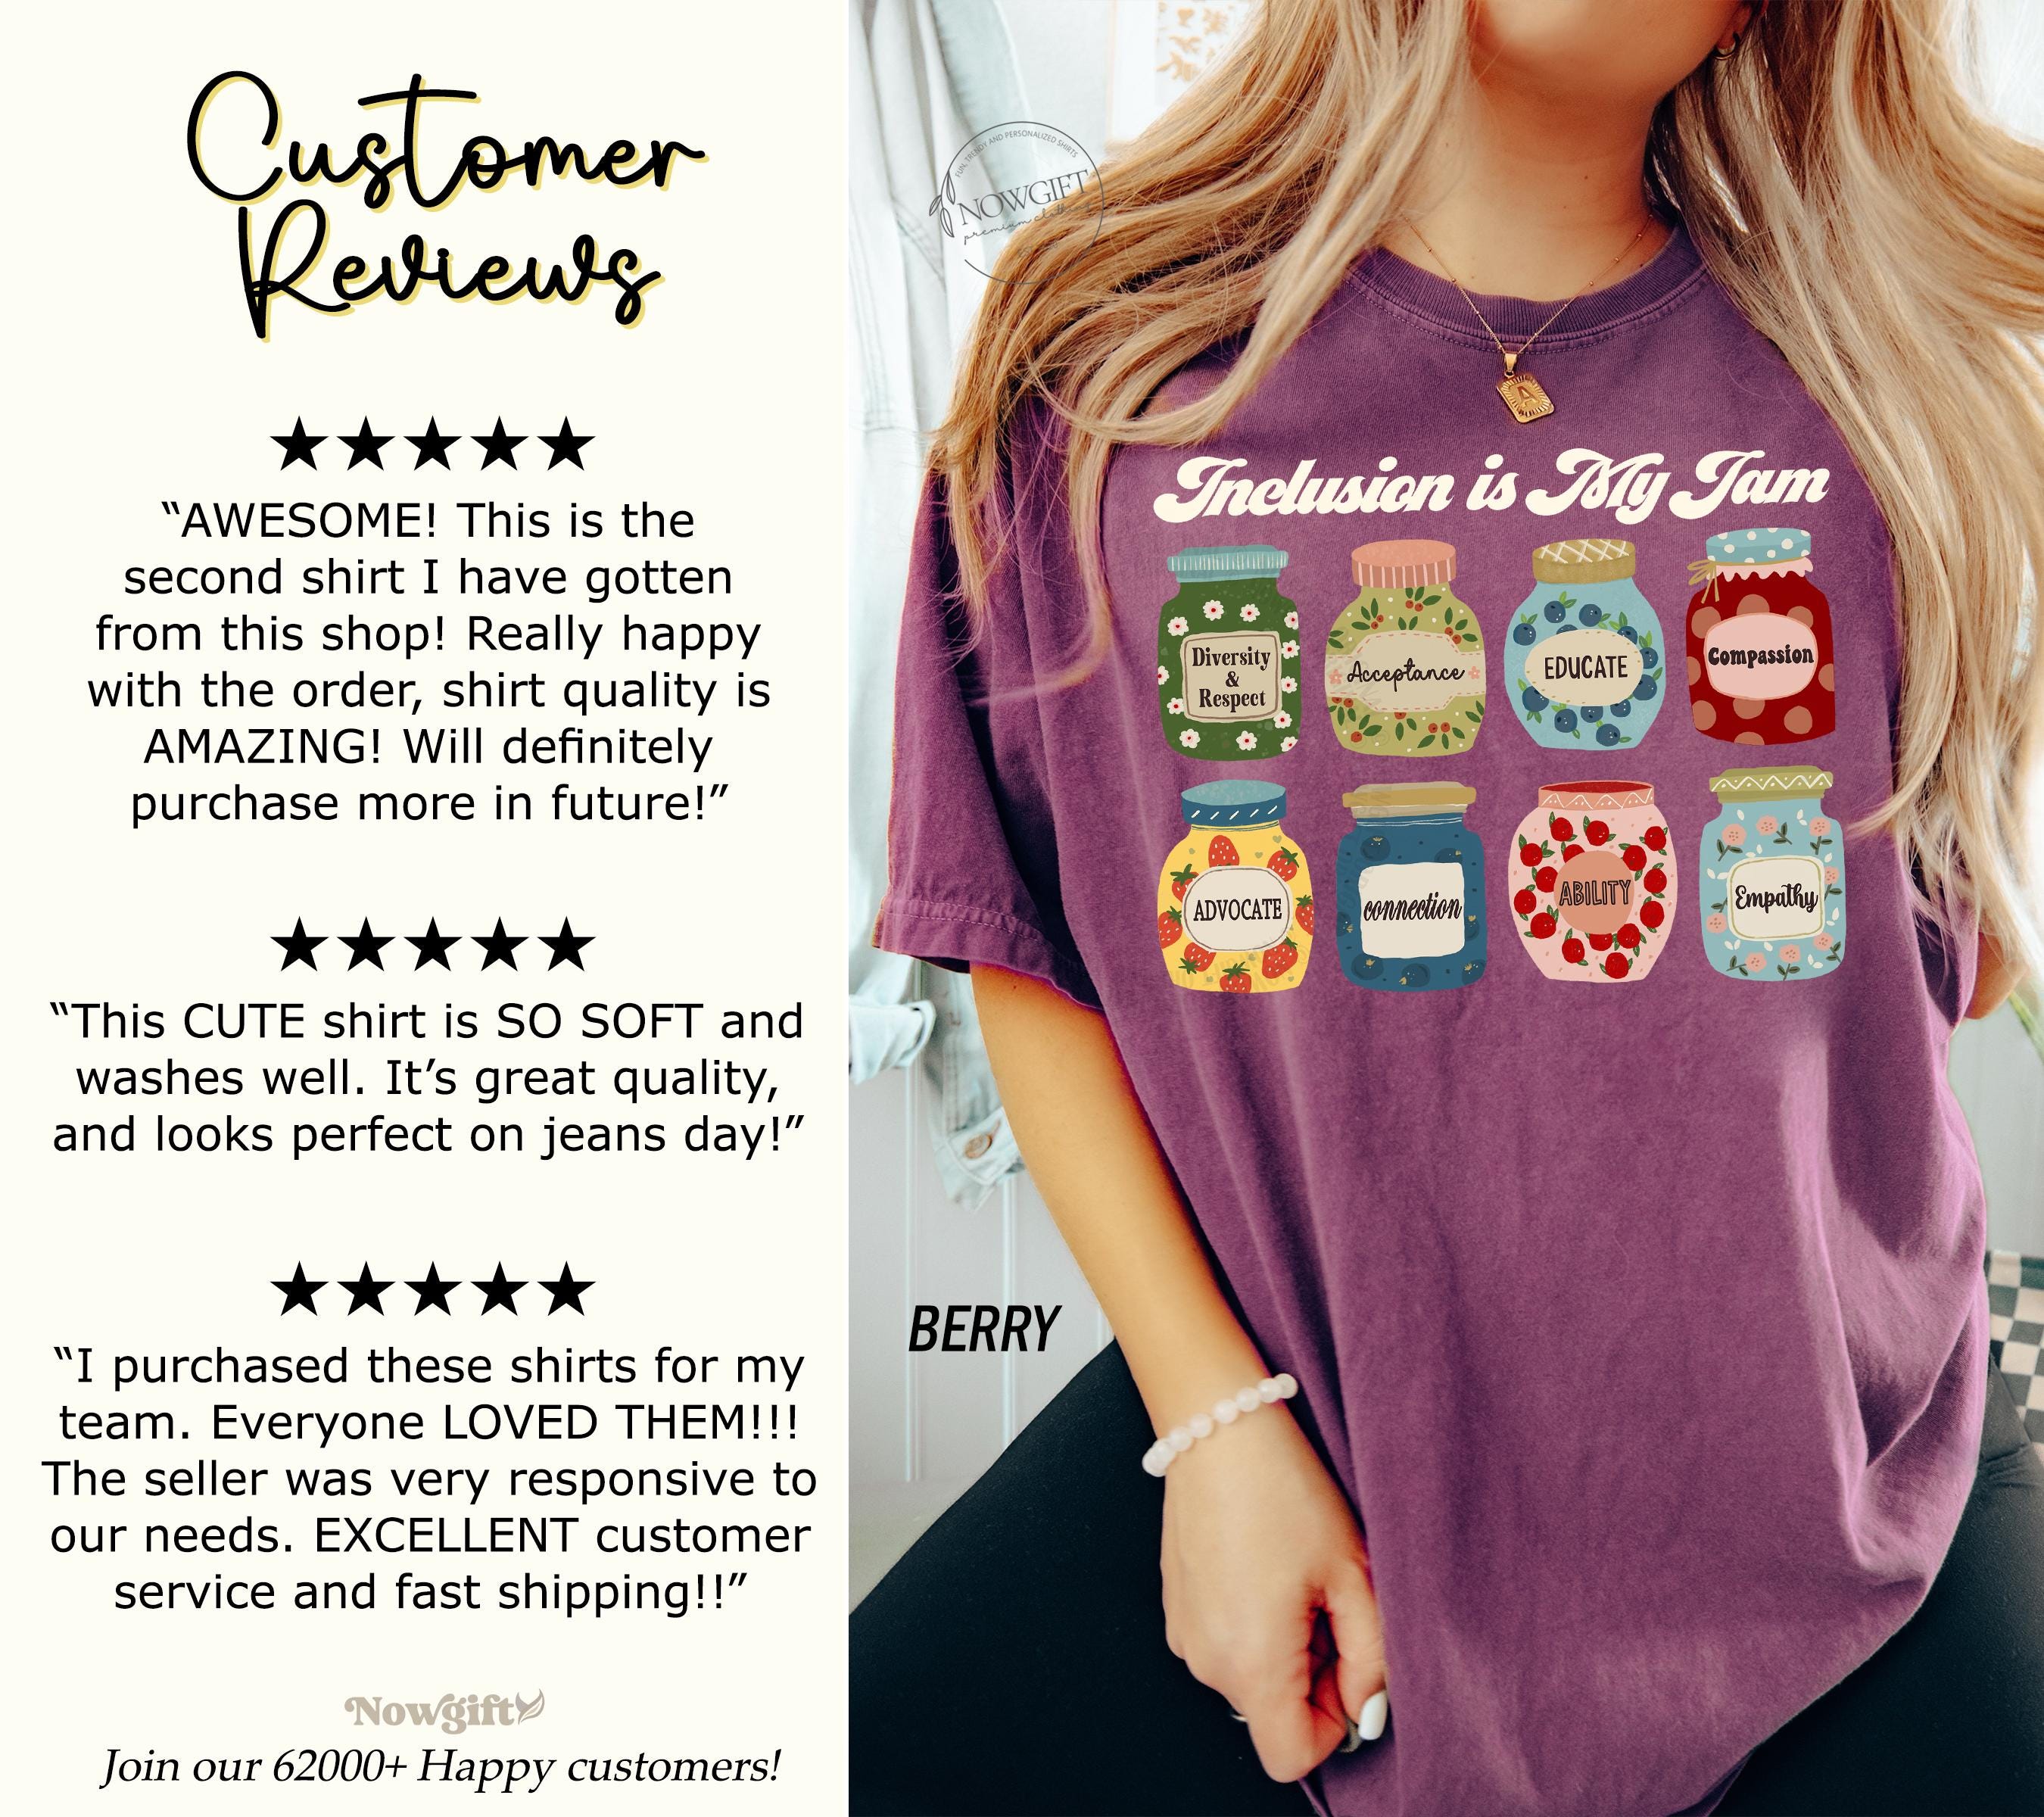 Customer
Reviews
★★★★★
“AWESOME! This is the
second shirt I have gotten
from this shop! Really happy
with the order, shirt quality is
AMAZING! Will definitely
purchase more in future!”
★★★★★
“This CUTE shirt is SO SOFT and
washes well. It’s great quality,
and looks perfect on jeans day!”
★★★★★
“I purchased these shirts for my
team. Everyone LOVED THEM!!!
The seller was very responsive to
our needs. EXCELLENT customer
service and fast shipping!!”
Nowgift
Join our 62000+ Happy customers!
FUN, TRENDY AND PERSONALIZED SHIRTS
NOWGIFT
premium
A
Inclusion is My Jam
Diversity
&
Respect
Acceptance
EDUCATE
Compassion
ADVOCATE
connection
ABILITY
Empathy
BERRY